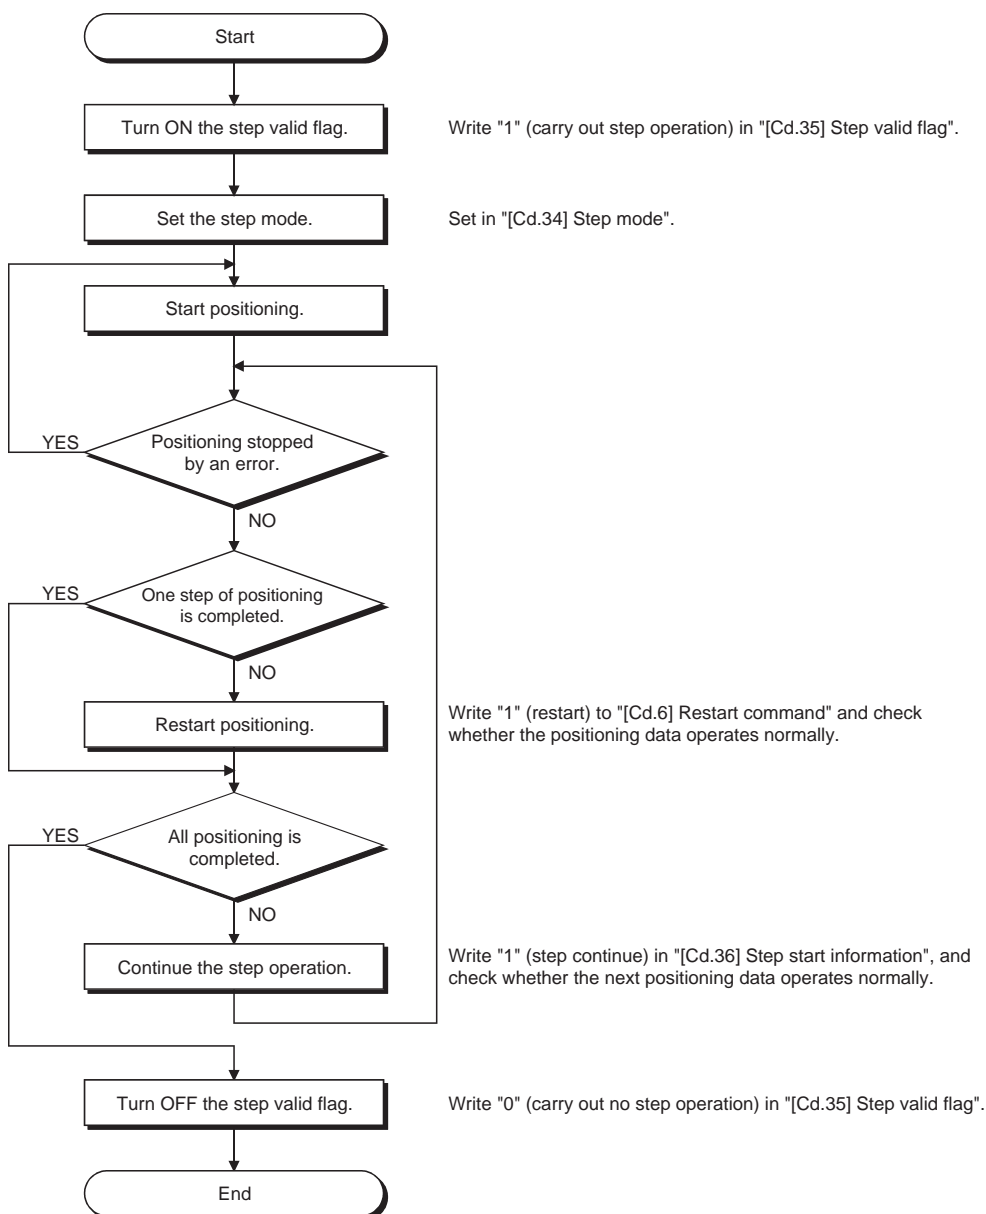 Start
Turn ON the step valid flag.
Write "1" (carry out step operation) in "[Cd.35] Step valid flag".
Set the step mode.
Set in "[Cd.34] Step mode".
Start positioning.
YES
Positioning stopped
by an error.
NO
YES
One step of positioning
is completed.
NO
Restart positioning.
Write "1" (restart) to "[Cd.6] Restart command" and check
whether the positioning data operates normally.
YES
All positioning is
completed.
NO
Continue the step operation.
Write "1" (step continue) in "[Cd.36] Step start information", and
check whether the next positioning data operates normally.
Turn OFF the step valid flag.
Write "0" (carry out no step operation) in "[Cd.35] Step valid flag".
End